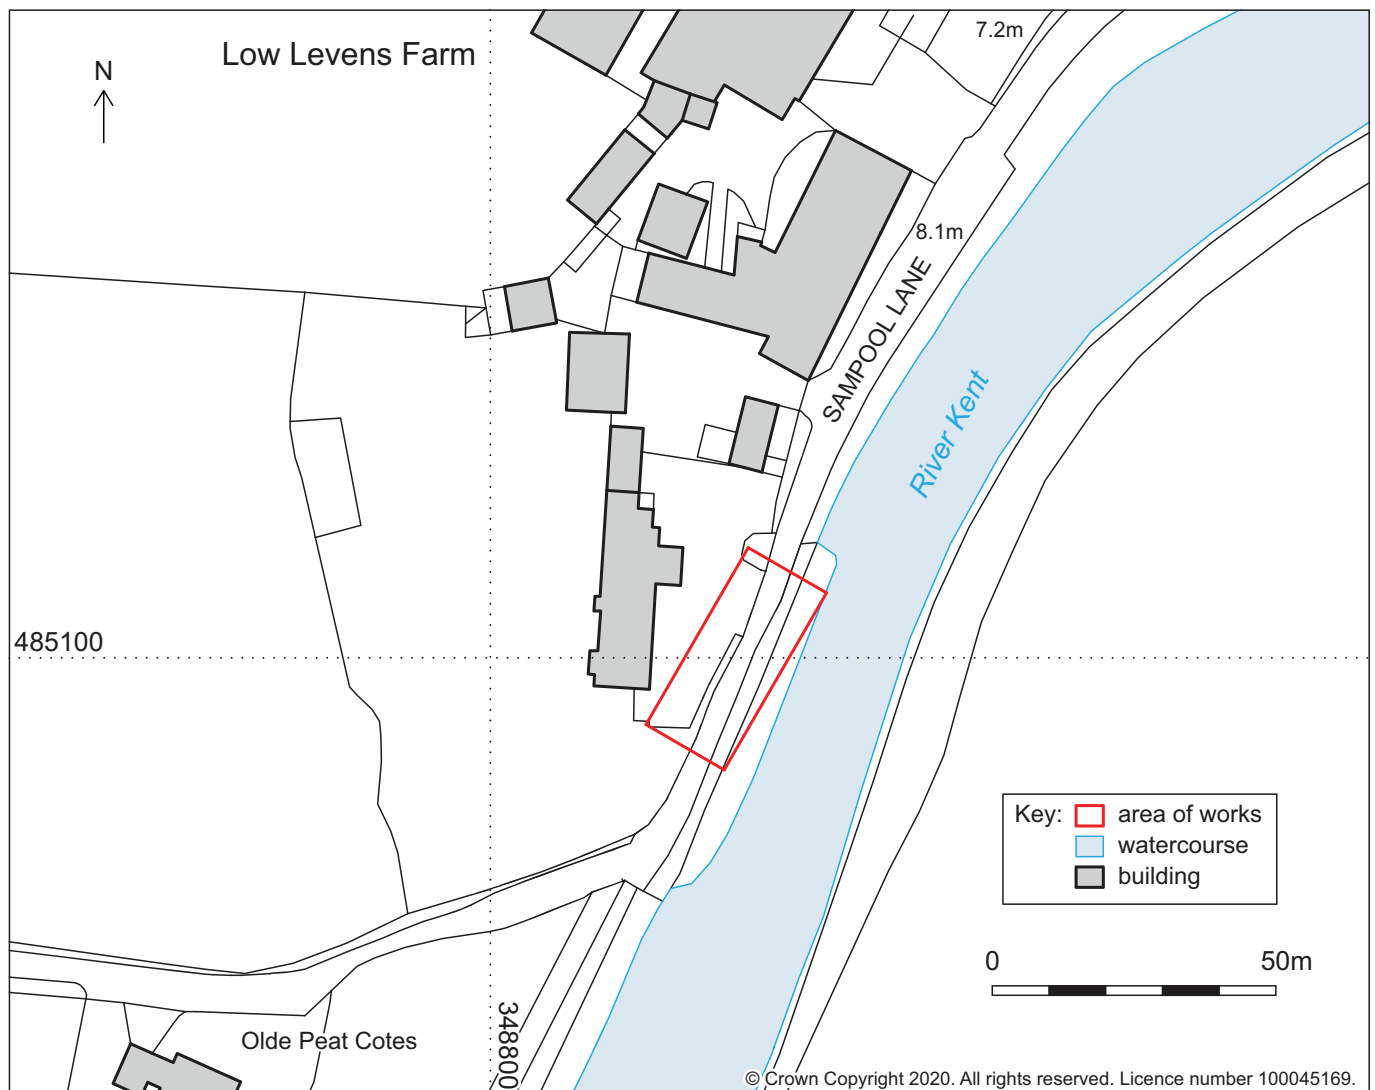 Low Levens Farm
7.2m
N
8.1m
SAMPOOL LANE
River Kent
485100
Key:
area of works
watercourse
building
0 50m
348800
Olde Peat Cotes
© Crown Copyright 2020. All rights reserved. Licence number 100045169.